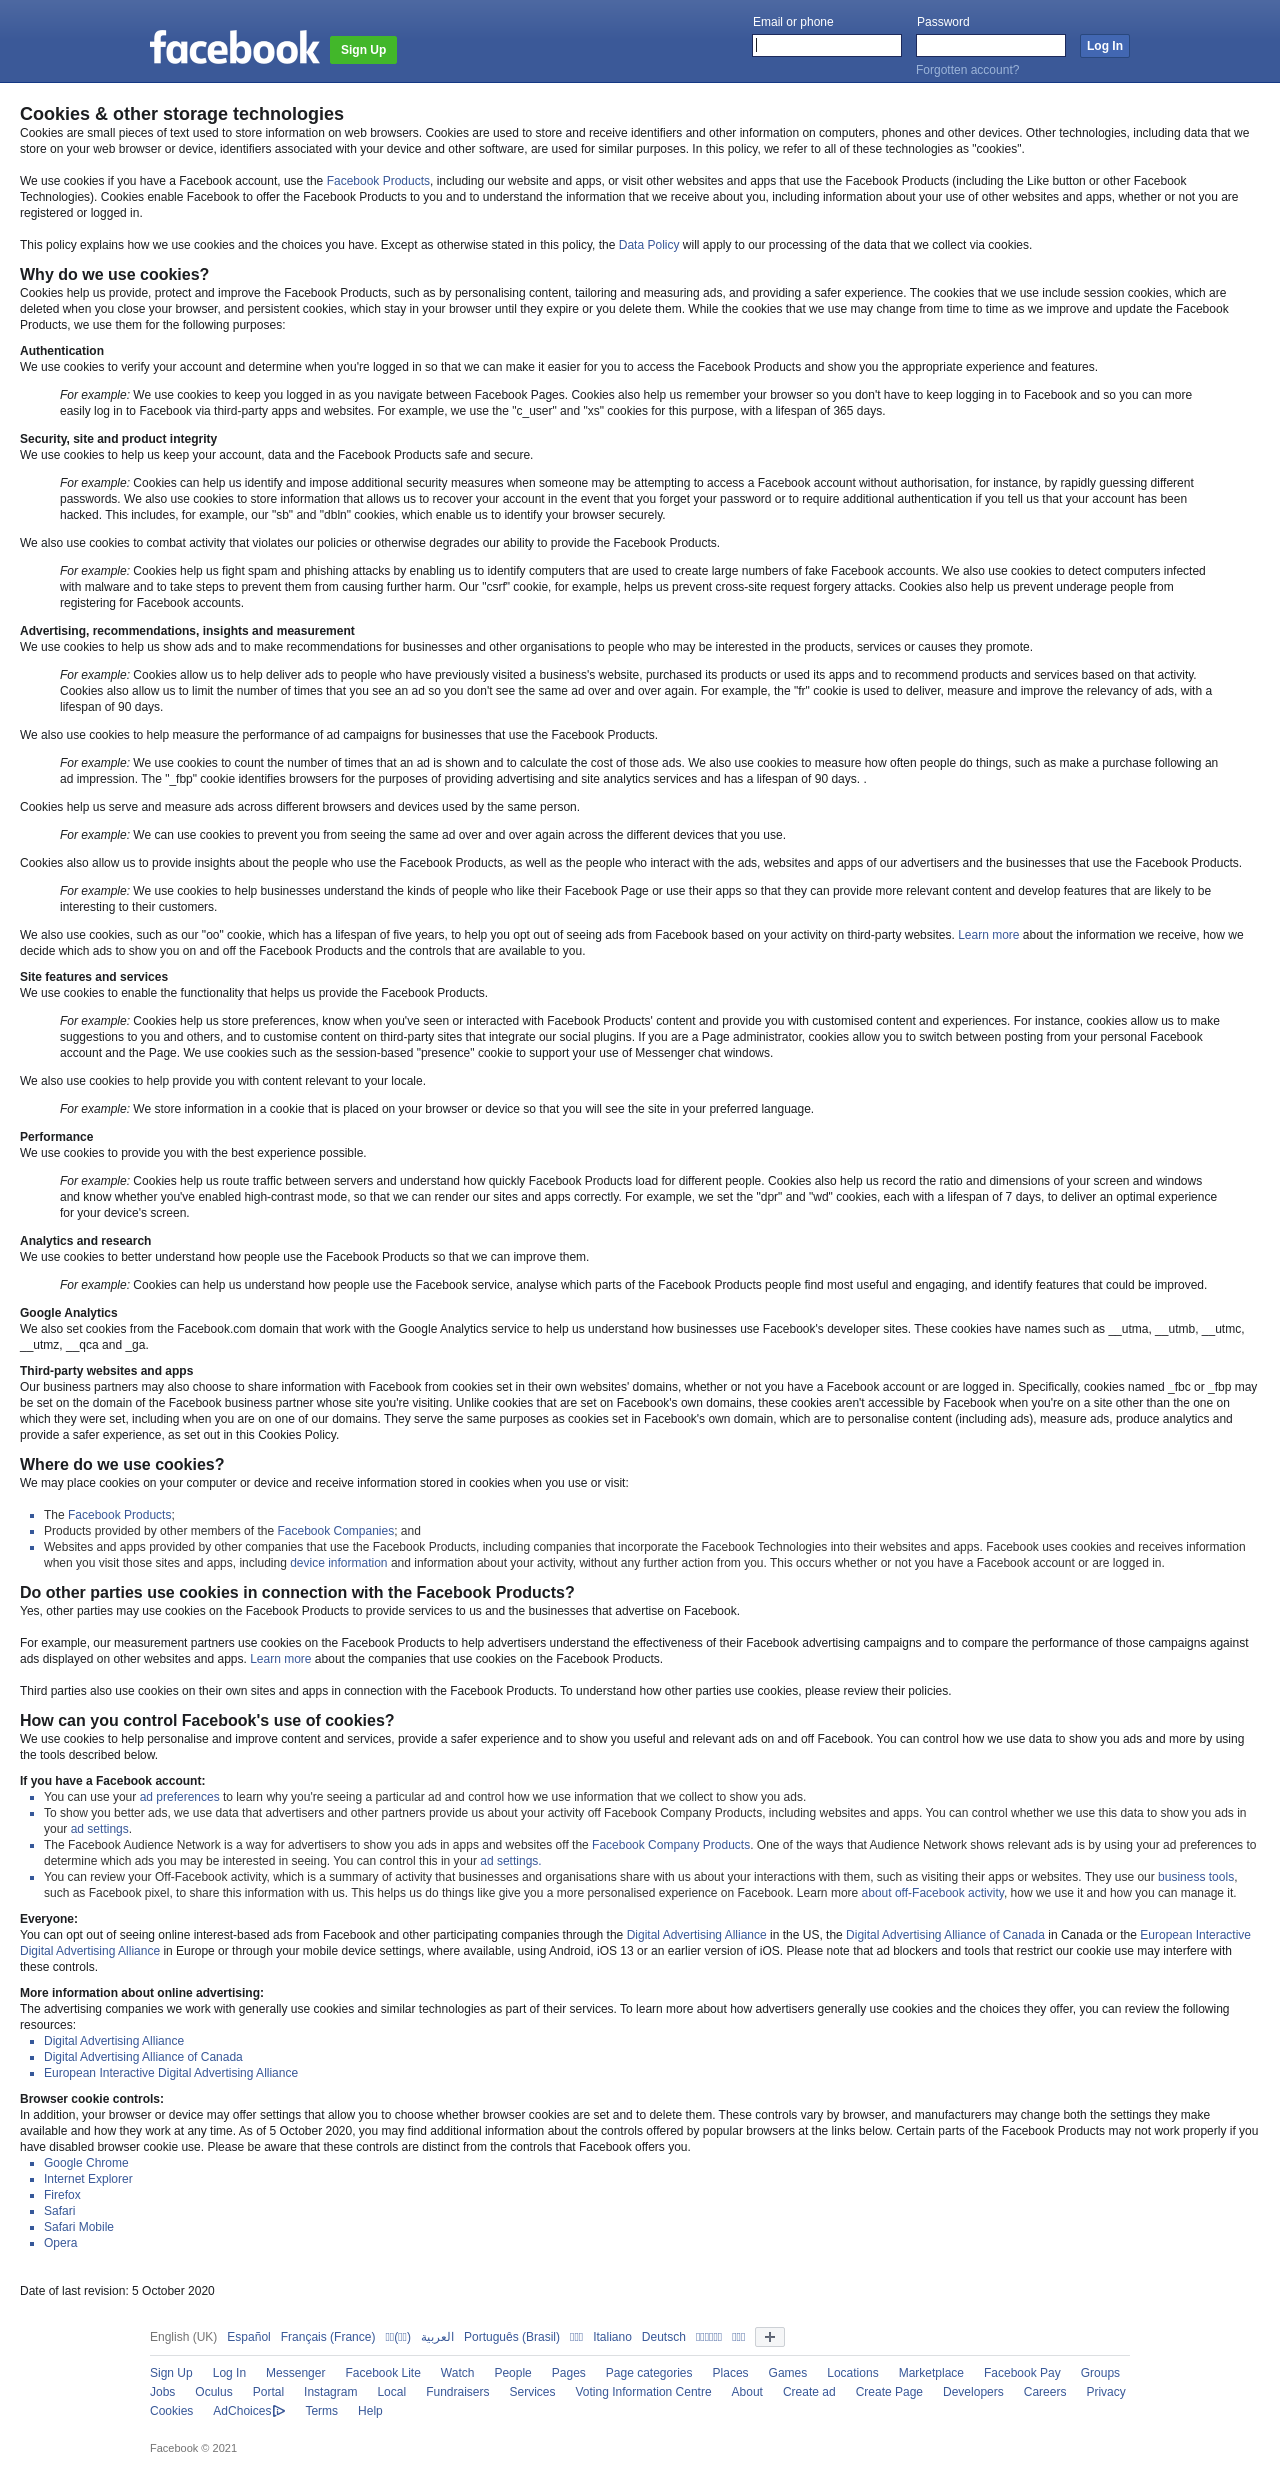 facebook
Sign Up
Email or phone
Password
Log In
Forgotten account?
Cookies & other storage technologies
Cookies are small pieces of text used to store information on web browsers. Cookies are used to store and receive identifiers and other information on computers, phones and other devices. Other technologies, including data that we
store on your web browser or device, identifiers associated with your device and other software, are used for similar purposes. In this policy, we refer to all of these technologies as "cookies".
We use cookies if you have a Facebook account, use the Facebook Products, including our website and apps, or visit other websites and apps that use the Facebook Products (including the Like button or other Facebook
Technologies). Cookies enable Facebook to offer the Facebook Products to you and to understand the information that we receive about you, including information about your use of other websites and apps, whether or not you are
registered or logged in.
This policy explains how we use cookies and the choices you have. Except as otherwise stated in this policy, the Data Policy will apply to our processing of the data that we collect via cookies.
Why do we use cookies?
Cookies help us provide, protect and improve the Facebook Products, such as by personalising content, tailoring and measuring ads, and providing a safer experience. The cookies that we use include session cookies, which are
deleted when you close your browser, and persistent cookies, which stay in your browser until they expire or you delete them. While the cookies that we use may change from time to time as we improve and update the Facebook
Products, we use them for the following purposes:
Authentication
We use cookies to verify your account and determine when you're logged in so that we can make it easier for you to access the Facebook Products and show you the appropriate experience and features.
For example: We use cookies to keep you logged in as you navigate between Facebook Pages. Cookies also help us remember your browser so you don't have to keep logging in to Facebook and so you can more
easily log in to Facebook via third-party apps and websites. For example, we use the "c_user" and "xs" cookies for this purpose, with a lifespan of 365 days.
Security, site and product integrity
We use cookies to help us keep your account, data and the Facebook Products safe and secure.
For example: Cookies can help us identify and impose additional security measures when someone may be attempting to access a Facebook account without authorisation, for instance, by rapidly guessing different
passwords. We also use cookies to store information that allows us to recover your account in the event that you forget your password or to require additional authentication if you tell us that your account has been
hacked. This includes, for example, our "sb" and "dbln" cookies, which enable us to identify your browser securely.
We also use cookies to combat activity that violates our policies or otherwise degrades our ability to provide the Facebook Products.
For example: Cookies help us fight spam and phishing attacks by enabling us to identify computers that are used to create large numbers of fake Facebook accounts. We also use cookies to detect computers infected
with malware and to take steps to prevent them from causing further harm. Our "csrf" cookie, for example, helps us prevent cross-site request forgery attacks. Cookies also help us prevent underage people from
registering for Facebook accounts.
Advertising, recommendations, insights and measurement
We use cookies to help us show ads and to make recommendations for businesses and other organisations to people who may be interested in the products, services or causes they promote.
For example: Cookies allow us to help deliver ads to people who have previously visited a business's website, purchased its products or used its apps and to recommend products and services based on that activity.
Cookies also allow us to limit the number of times that you see an ad so you don't see the same ad over and over again. For example, the "fr" cookie is used to deliver, measure and improve the relevancy of ads, with a
lifespan of 90 days.
We also use cookies to help measure the performance of ad campaigns for businesses that use the Facebook Products.
For example: We use cookies to count the number of times that an ad is shown and to calculate the cost of those ads. We also use cookies to measure how often people do things, such as make a purchase following an
ad impression. The "_fbp" cookie identifies browsers for the purposes of providing advertising and site analytics services and has a lifespan of 90 days. .
Cookies help us serve and measure ads across different browsers and devices used by the same person.
For example: We can use cookies to prevent you from seeing the same ad over and over again across the different devices that you use.
Cookies also allow us to provide insights about the people who use the Facebook Products, as well as the people who interact with the ads, websites and apps of our advertisers and the businesses that use the Facebook Products.
For example: We use cookies to help businesses understand the kinds of people who like their Facebook Page or use their apps so that they can provide more relevant content and develop features that are likely to be
interesting to their customers.
We also use cookies, such as our "oo" cookie, which has a lifespan of five years, to help you opt out of seeing ads from Facebook based on your activity on third-party websites. Learn more about the information we receive, how we
decide which ads to show you on and off the Facebook Products and the controls that are available to you.
Site features and services
We use cookies to enable the functionality that helps us provide the Facebook Products.
For example: Cookies help us store preferences, know when you've seen or interacted with Facebook Products' content and provide you with customised content and experiences. For instance, cookies allow us to make
suggestions to you and others, and to customise content on third-party sites that integrate our social plugins. If you are a Page administrator, cookies allow you to switch between posting from your personal Facebook
account and the Page. We use cookies such as the session-based "presence" cookie to support your use of Messenger chat windows.
We also use cookies to help provide you with content relevant to your locale.
For example: We store information in a cookie that is placed on your browser or device so that you will see the site in your preferred language.
Performance
We use cookies to provide you with the best experience possible.
For example: Cookies help us route traffic between servers and understand how quickly Facebook Products load for different people. Cookies also help us record the ratio and dimensions of your screen and windows
and know whether you've enabled high-contrast mode, so that we can render our sites and apps correctly. For example, we set the "dpr" and "wd" cookies, each with a lifespan of 7 days, to deliver an optimal experience
for your device's screen.
Analytics and research
We use cookies to better understand how people use the Facebook Products so that we can improve them.
For example: Cookies can help us understand how people use the Facebook service, analyse which parts of the Facebook Products people find most useful and engaging, and identify features that could be improved.
Google Analytics
We also set cookies from the Facebook.com domain that work with the Google Analytics service to help us understand how businesses use Facebook's developer sites. These cookies have names such as __utma, __utmb, __utmc,
__utmz, __qca and _ga.
Third-party websites and apps
Our business partners may also choose to share information with Facebook from cookies set in their own websites' domains, whether or not you have a Facebook account or are logged in. Specifically, cookies named _fbc or _fbp may
be set on the domain of the Facebook business partner whose site you're visiting. Unlike cookies that are set on Facebook's own domains, these cookies aren't accessible by Facebook when you're on a site other than the one on
which they were set, including when you are on one of our domains. They serve the same purposes as cookies set in Facebook's own domain, which are to personalise content (including ads), measure ads, produce analytics and
provide a safer experience, as set out in this Cookies Policy.
Where do we use cookies?
We may place cookies on your computer or device and receive information stored in cookies when you use or visit:
The Facebook Products;
Products provided by other members of the Facebook Companies; and
Websites and apps provided by other companies that use the Facebook Products, including companies that incorporate the Facebook Technologies into their websites and apps. Facebook uses cookies and receives information
when you visit those sites and apps, including device information and information about your activity, without any further action from you. This occurs whether or not you have a Facebook account or are logged in.
Do other parties use cookies in connection with the Facebook Products?
Yes, other parties may use cookies on the Facebook Products to provide services to us and the businesses that advertise on Facebook.
For example, our measurement partners use cookies on the Facebook Products to help advertisers understand the effectiveness of their Facebook advertising campaigns and to compare the performance of those campaigns against
ads displayed on other websites and apps. Learn more about the companies that use cookies on the Facebook Products.
Third parties also use cookies on their own sites and apps in connection with the Facebook Products. To understand how other parties use cookies, please review their policies.
How can you control Facebook's use of cookies?
We use cookies to help personalise and improve content and services, provide a safer experience and to show you useful and relevant ads on and off Facebook. You can control how we use data to show you ads and more by using
the tools described below.
If you have a Facebook account:
You can use your ad preferences to learn why you're seeing a particular ad and control how we use information that we collect to show you ads.
To show you better ads, we use data that advertisers and other partners provide us about your activity off Facebook Company Products, including websites and apps. You can control whether we use this data to show you ads in
your ad settings.
The Facebook Audience Network is a way for advertisers to show you ads in apps and websites off the Facebook Company Products. One of the ways that Audience Network shows relevant ads is by using your ad preferences to
determine which ads you may be interested in seeing. You can control this in your ad settings.
You can review your Off-Facebook activity, which is a summary of activity that businesses and organisations share with us about your interactions with them, such as visiting their apps or websites. They use our business tools,
such as Facebook pixel, to share this information with us. This helps us do things like give you a more personalised experience on Facebook. Learn more about off-Facebook activity, how we use it and how you can manage it.
Everyone:
You can opt out of seeing online interest-based ads from Facebook and other participating companies through the Digital Advertising Alliance in the US, the Digital Advertising Alliance of Canada in Canada or the European Interactive
Digital Advertising Alliance in Europe or through your mobile device settings, where available, using Android, iOS 13 or an earlier version of iOS. Please note that ad blockers and tools that restrict our cookie use may interfere with
these controls.
More information about online advertising:
The advertising companies we work with generally use cookies and similar technologies as part of their services. To learn more about how advertisers generally use cookies and the choices they offer, you can review the following
resources:
Digital Advertising Alliance
Digital Advertising Alliance of Canada
European Interactive Digital Advertising Alliance
Browser cookie controls:
In addition, your browser or device may offer settings that allow you to choose whether browser cookies are set and to delete them. These controls vary by browser, and manufacturers may change both the settings they make
available and how they work at any time. As of 5 October 2020, you may find additional information about the controls offered by popular browsers at the links below. Certain parts of the Facebook Products may not work properly if you
have disabled browser cookie use. Please be aware that these controls are distinct from the controls that Facebook offers you.
Google Chrome
Internet Explorer
Firefox
Safari
Safari Mobile
Opera
Date of last revision: 5 October 2020
English (UK) Español Français (France) العربية Português (Brasil) Italiano Deutsch
Sign Up Log In Messenger Facebook Lite Watch People Pages Page categories Places Games Locations Marketplace Facebook Pay Groups
Jobs Oculus Portal Instagram Local Fundraisers Services Voting Information Centre About Create ad Create Page Developers Careers Privacy
Cookies AdChoices Terms Help
Facebook © 2021